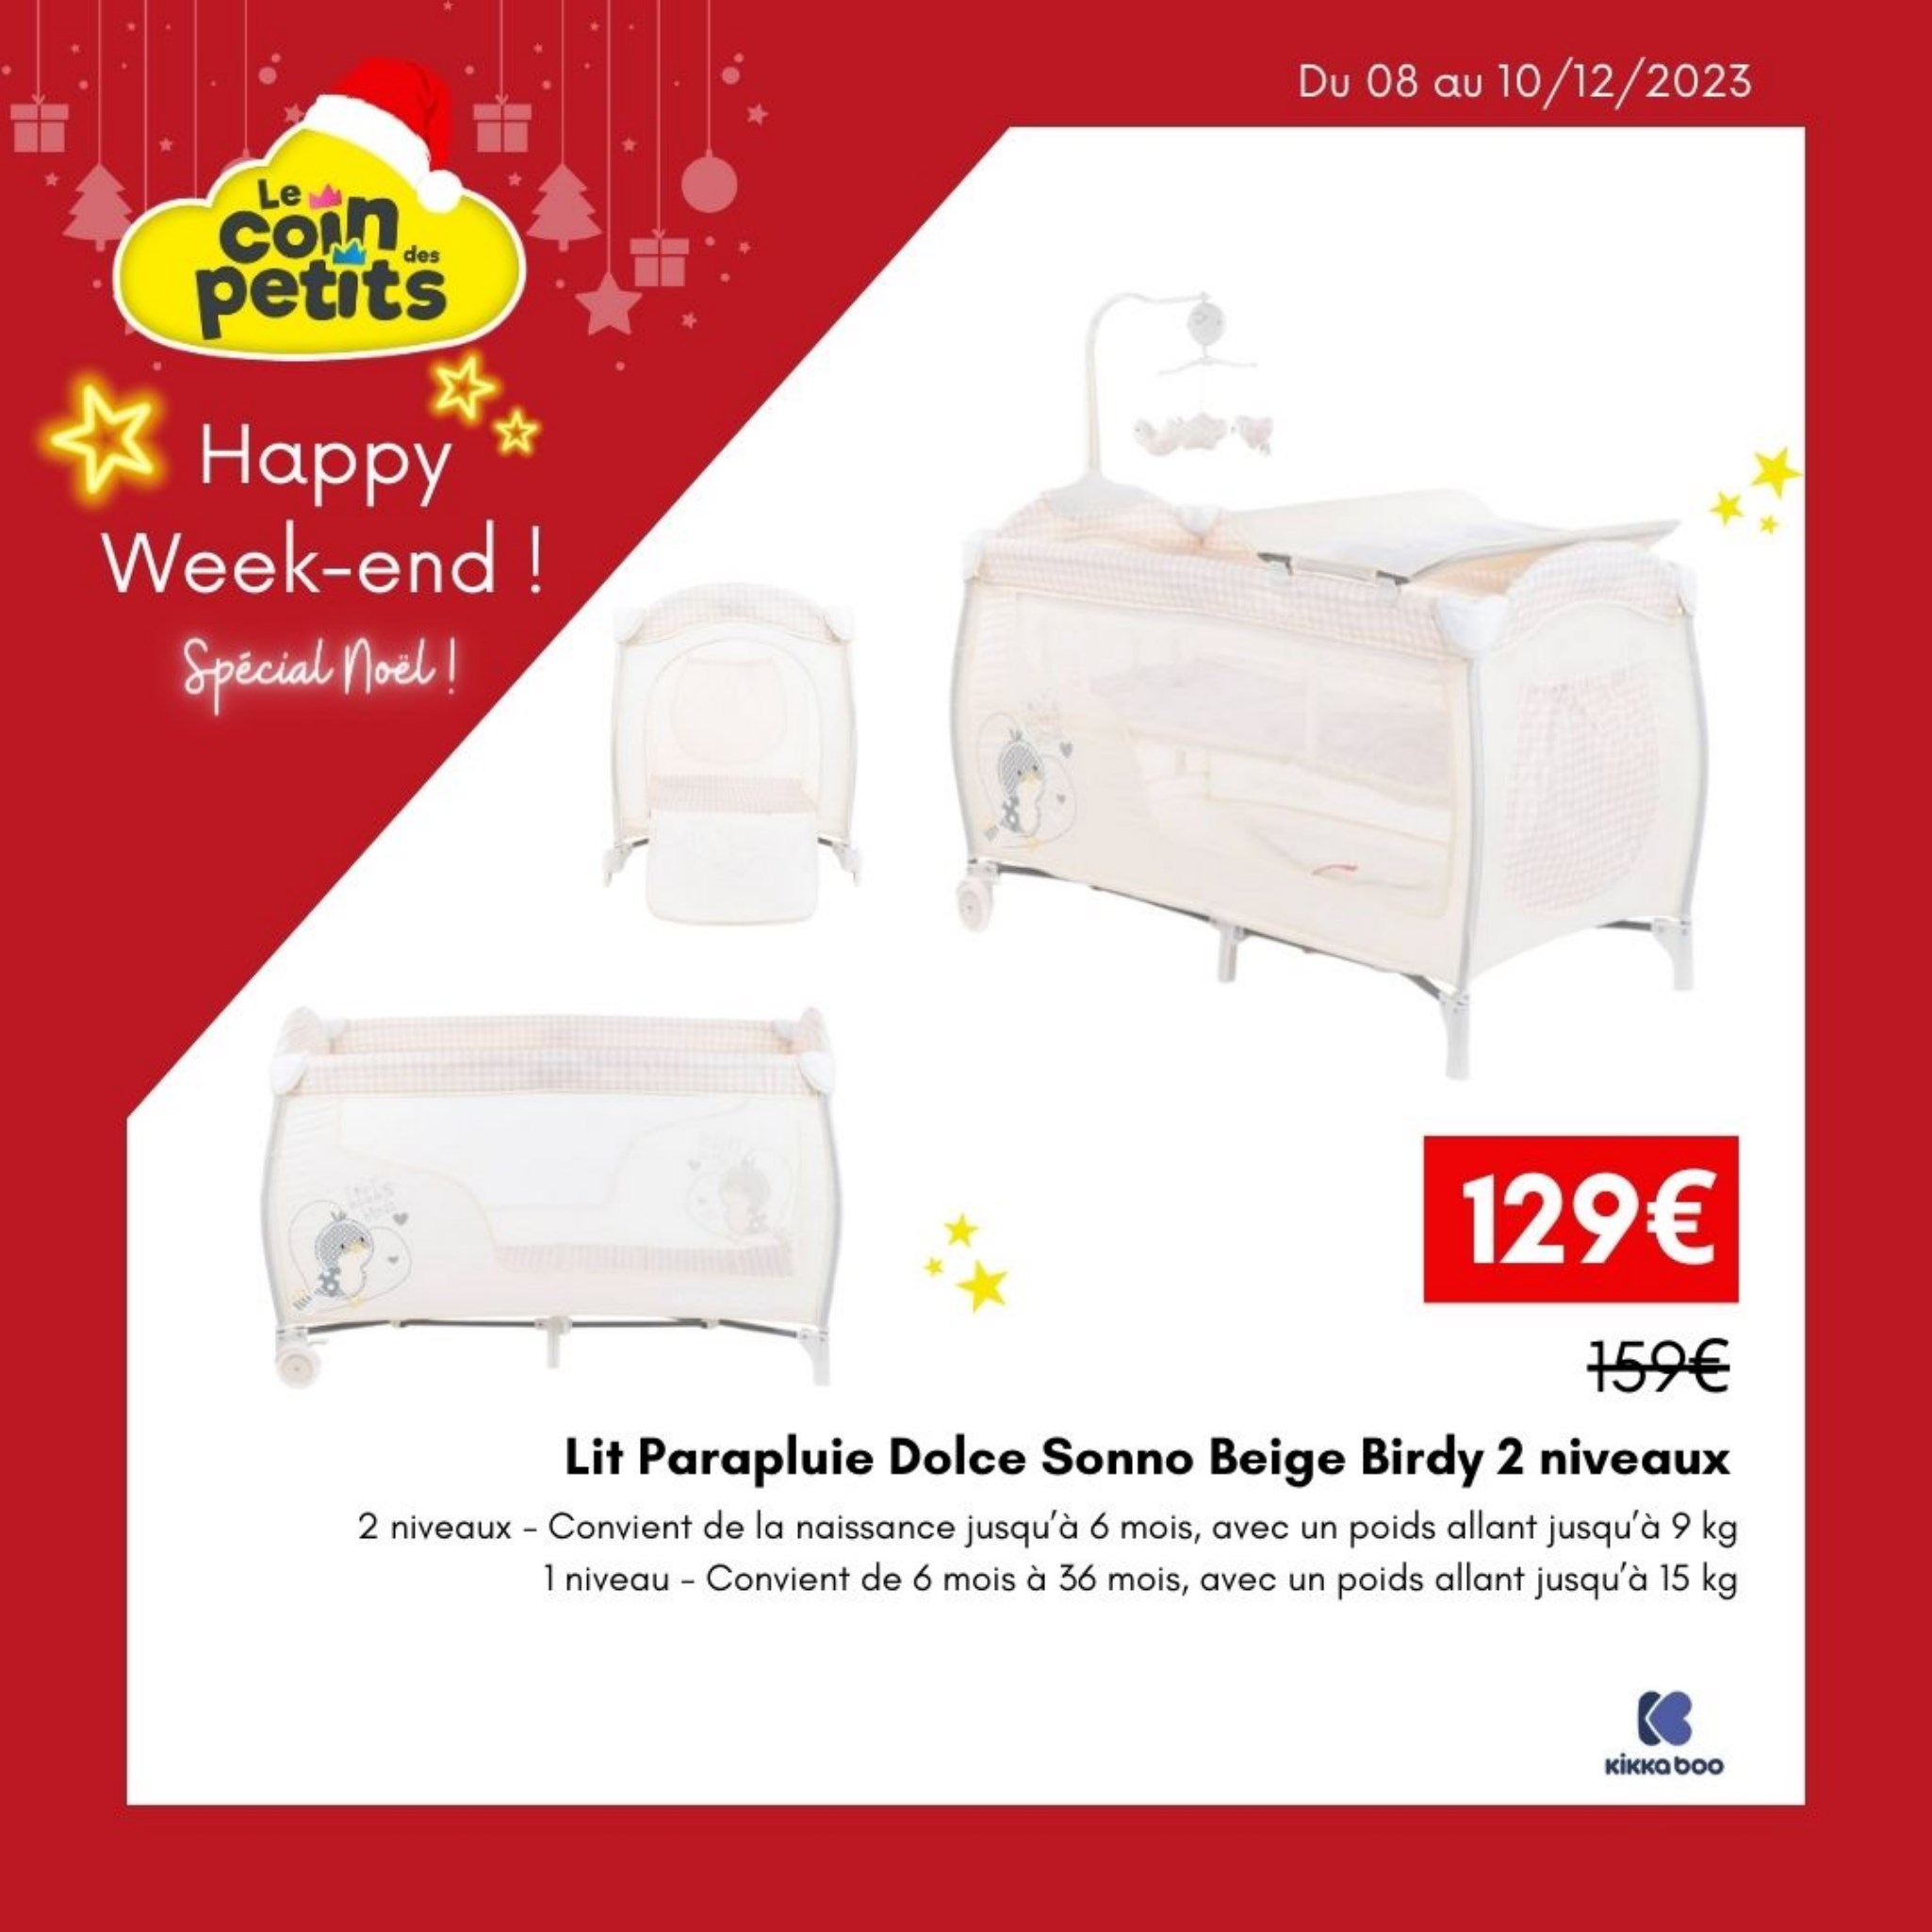 Du 08 au 10/12/2023
Le
coin
des
petits
Happy
Week-end !
Spécial Noël !
129€
159€
Lit Parapluie Dolce Sonno Beige Birdy 2 niveaux
2 niveaux - Convient de la naissance jusqu'à 6 mois, avec un poids allant jusqu'à 9 kg
1 niveau - Convient de 6 mois à 36 mois, avec un poids allant jusqu'à 15 kg
kikka boo